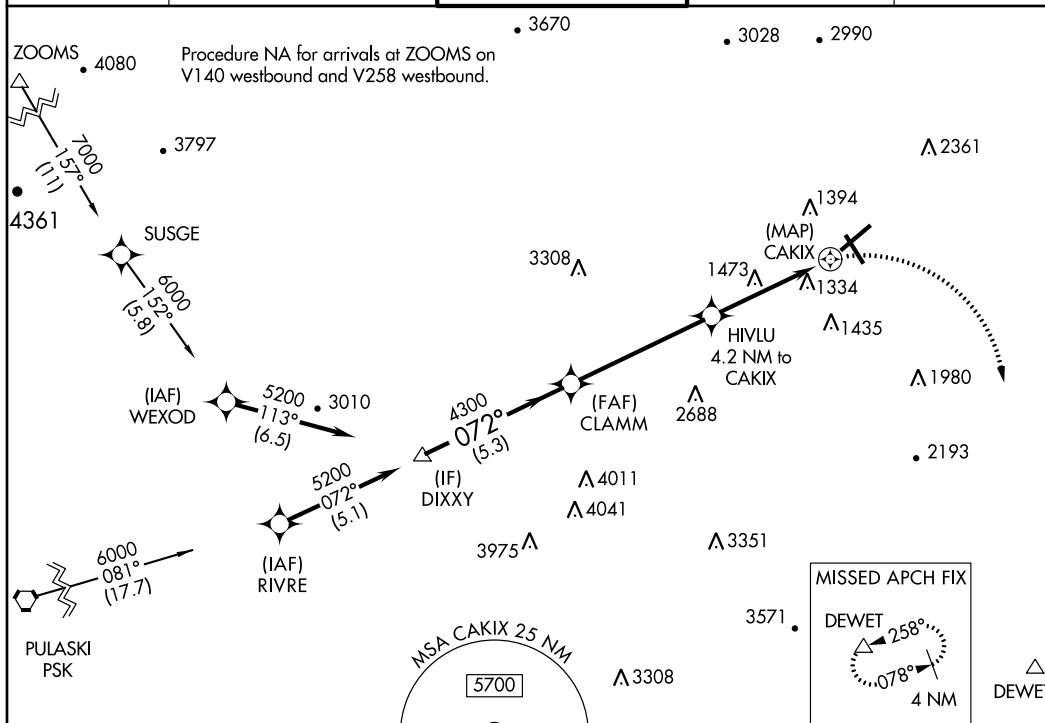 3670
3028
2990
ZOOMS
4080
Procedure NA for arrivals at ZOOMS on
V140 westbound and V258 westbound.
3797
7000
157°
(11)
2361
4361
1394
SUSGE
(MAP)
CAKIX
3308
1473
1334
6000
152°
(5.8)
1435
HIVLU
4.2 NM to
CAKIX
(IAF)
WEXOD
5200
113°
(6.5)
3010
4300
072°
(5.3)
(FAF)
CLAMM
2688
1980
2193
(IF)
DIXXY
5200
072°
(5.1)
4011
4041
3975
3351
(IAF)
RIVRE
6000
081°
(17.7)
PULASKI
PSK
MISSED APCH FIX
DEWET
258°
078°
4 NM
3571
MSA CAKIX 25 NM
5700
3308
DEWET